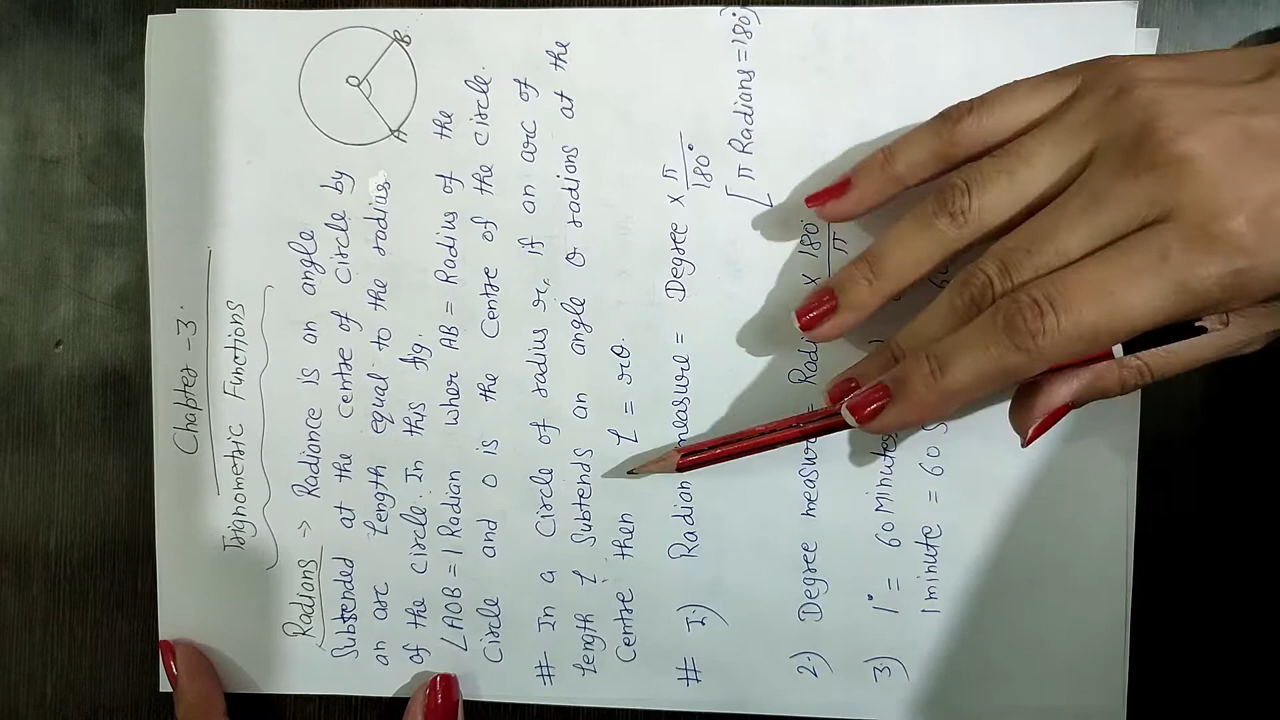 Chapter -3.
Trignometric Functions
Radians → Radiance is an angle
Subtended at the centre of circle by
an arc Length equal to the radius
of the circle. In this fig.
∠AOB = 1 Radian wher AB = Radius of the
Circle and O is the Centre of the circle.
O
A
B
# In a Circle of radius r, if an arc of
Length L Subtends an angle θ radians at the
Centre then L = rθ.
# 1.) Radian measure = Degree × π/180°
[π Radians = 180°]
2.) Degree measure = Radi × 180°/π
3) 1° = 60 Minutes
1 minute = 60 S